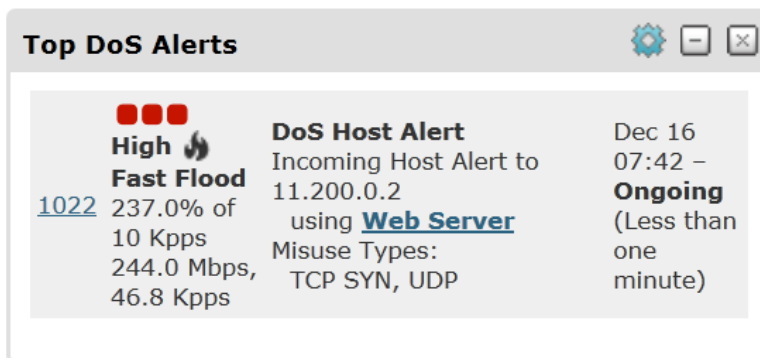 Top DoS Alerts
1022
High
Fast Flood
237.0% of
10 Kpps
244.0 Mbps,
46.8 Kpps
DoS Host Alert
Incoming Host Alert to
11.200.0.2
using Web Server
Misuse Types:
TCP SYN, UDP
Dec 16
07:42 –
Ongoing
(Less than
one
minute)